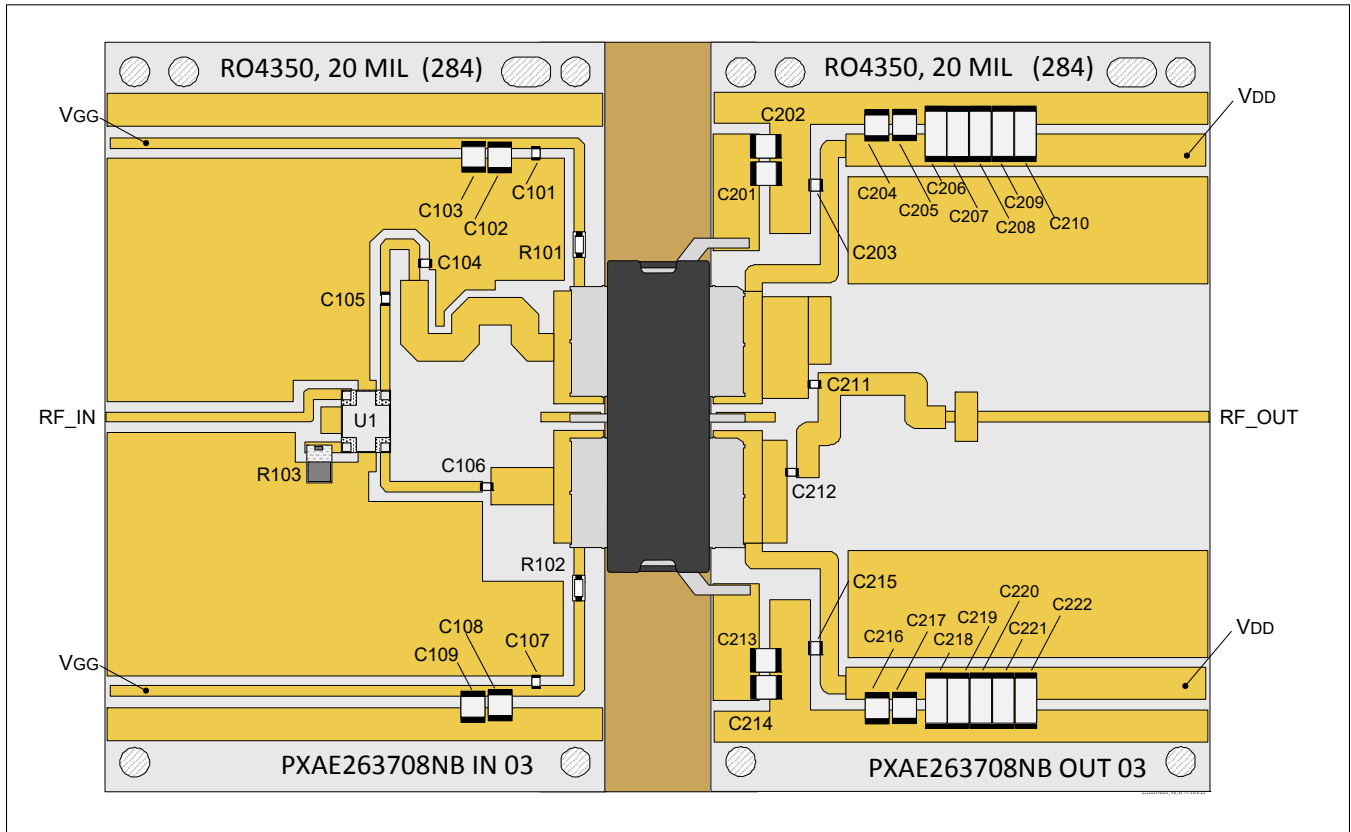 RO4350, 20 MIL (284)
RO4350, 20 MIL (284)
VGG
VDD
C202
C101
C103
C102
C201
C204
C205
C206
C207
C208
C209
C210
R101
C203
C104
C105
RF_IN
U1
C211
RF_OUT
R103
C106
C212
R102
C215
C107
C108
C109
C213
C214
C216
C217
C218
C219
C220
C221
C222
VGG
VDD
PXAE263708NB IN 03
PXAE263708NB OUT 03